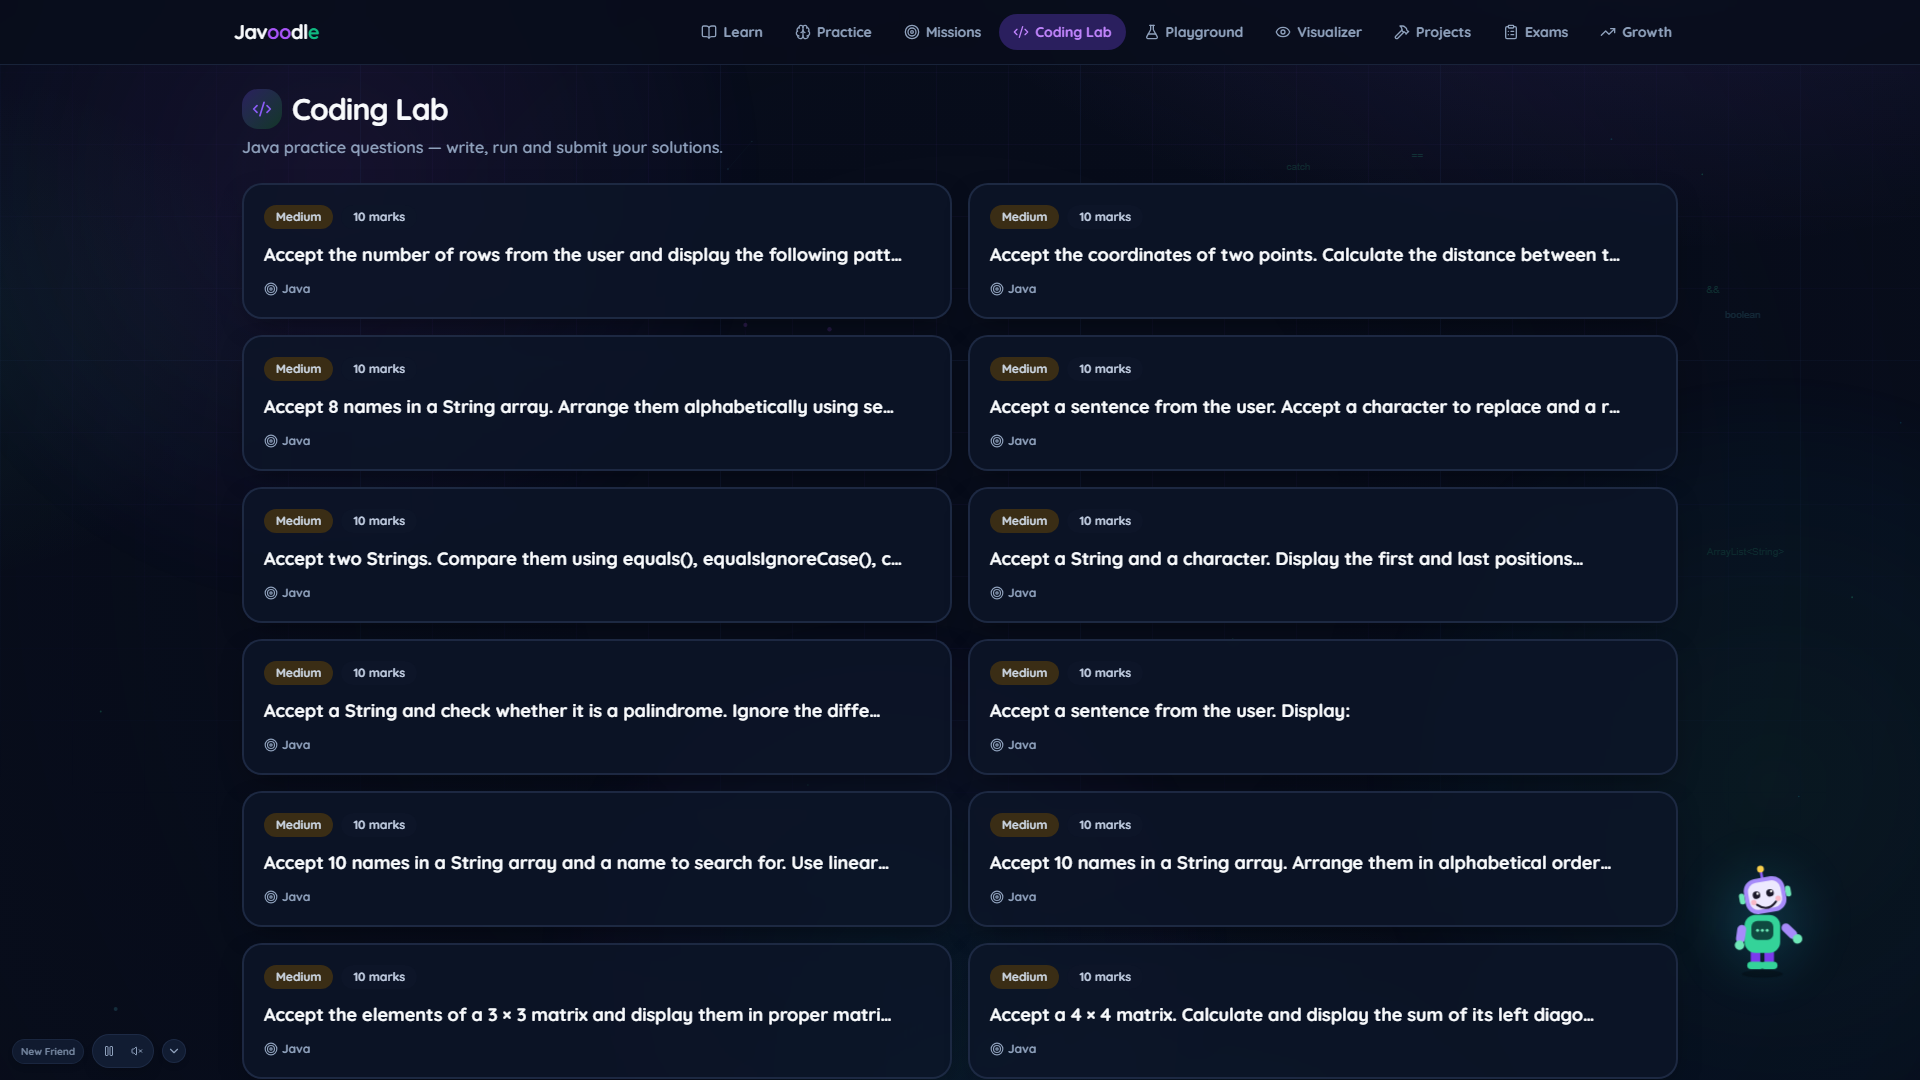 Javoodle
Learn
Practice
Missions
</> Coding Lab
Playground
Visualizer
Projects
Exams
Growth
</> Coding Lab
Java practice questions — write, run and submit your solutions.
catch
==
Medium 10 marks
Accept the number of rows from the user and display the following patt...
Java
Medium 10 marks
Accept the coordinates of two points. Calculate the distance between t...
Java
&&
boolean
Medium 10 marks
Accept 8 names in a String array. Arrange them alphabetically using se...
Java
Medium 10 marks
Accept a sentence from the user. Accept a character to replace and a r...
Java
Medium 10 marks
Accept two Strings. Compare them using equals(), equalsIgnoreCase(), c...
Java
Medium 10 marks
Accept a String and a character. Display the first and last positions...
Java
ArrayList<String>
Medium 10 marks
Accept a String and check whether it is a palindrome. Ignore the diffe...
Java
Medium 10 marks
Accept a sentence from the user. Display:
Java
Medium 10 marks
Accept 10 names in a String array and a name to search for. Use linear...
Java
Medium 10 marks
Accept 10 names in a String array. Arrange them in alphabetical order...
Java
Medium 10 marks
Accept the elements of a 3 × 3 matrix and display them in proper matri...
Java
Medium 10 marks
Accept a 4 × 4 matrix. Calculate and display the sum of its left diago...
Java
New Friend